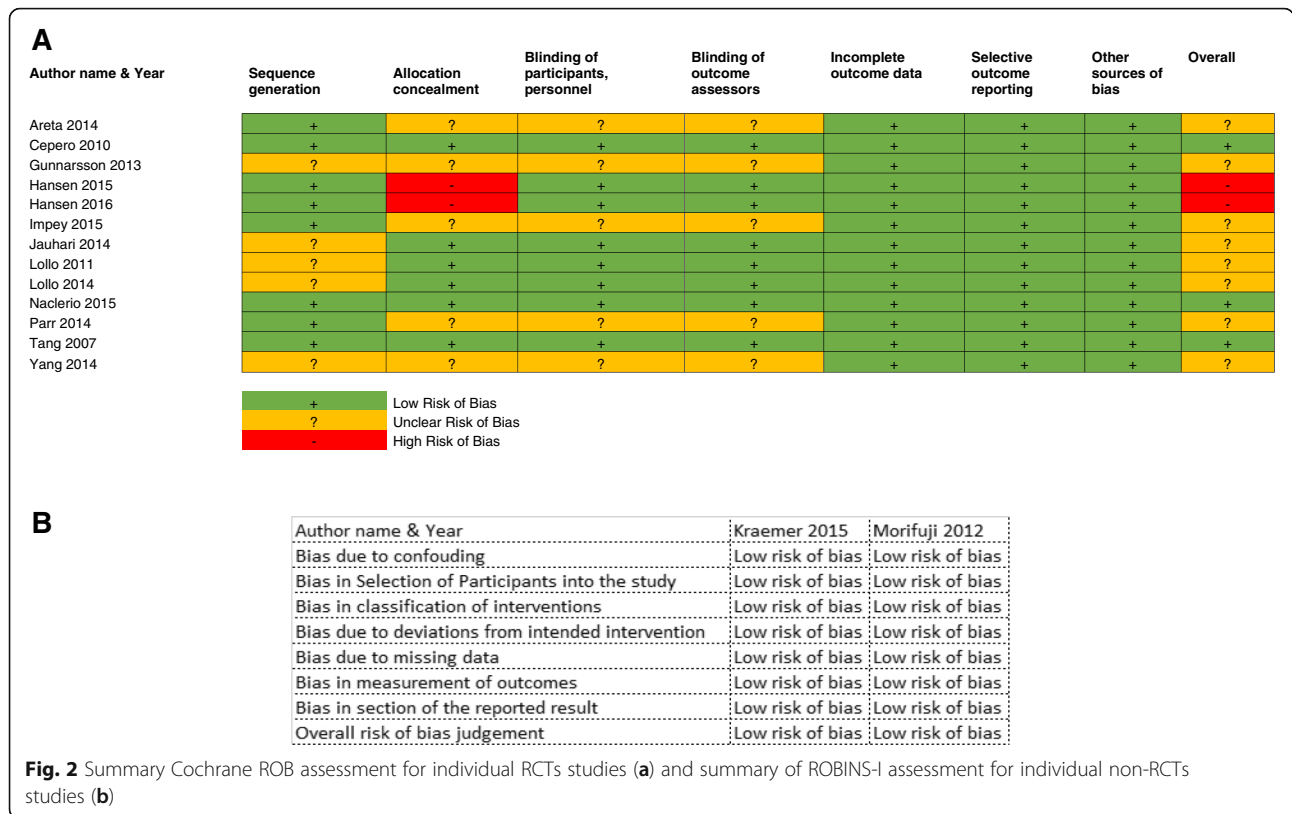 A
Author name & Year Sequence generation Allocation concealment Blinding of participants, personnel Blinding of outcome assessors Incomplete outcome data Selective outcome reporting Other sources of bias Overall
Areta 2014 + ? ? ? + + + ?
Cepero 2010 + + + + + + + +
Gunnarsson 2013 ? ? ? ? + + + ?
Hansen 2015 + - + + + + + -
Hansen 2016 + - + + + + + -
Impey 2015 + ? ? ? + + + ?
Jauhari 2014 ? + + + + + + ?
Lollo 2011 ? + + + + + + ?
Lollo 2014 ? + + + + + + ?
Naclerio 2015 + + + + + + + +
Parr 2014 + ? ? ? + + + ?
Tang 2007 + + + + + + + +
Yang 2014 ? ? ? ? + + + ?
+ Low Risk of Bias
? Unclear Risk of Bias
- High Risk of Bias
B
Author name & Year Kraemer 2015 Morifuji 2012
Bias due to confouding Low risk of bias Low risk of bias
Bias in Selection of Participants into the study Low risk of bias Low risk of bias
Bias in classification of interventions Low risk of bias Low risk of bias
Bias due to deviations from intended intervention Low risk of bias Low risk of bias
Bias due to missing data Low risk of bias Low risk of bias
Bias in measurement of outcomes Low risk of bias Low risk of bias
Bias in section of the reported result Low risk of bias Low risk of bias
Overall risk of bias judgement Low risk of bias Low risk of bias
Fig. 2 Summary Cochrane ROB assessment for individual RCTs studies (a) and summary of ROBINS-I assessment for individual non-RCTs
studies (b)